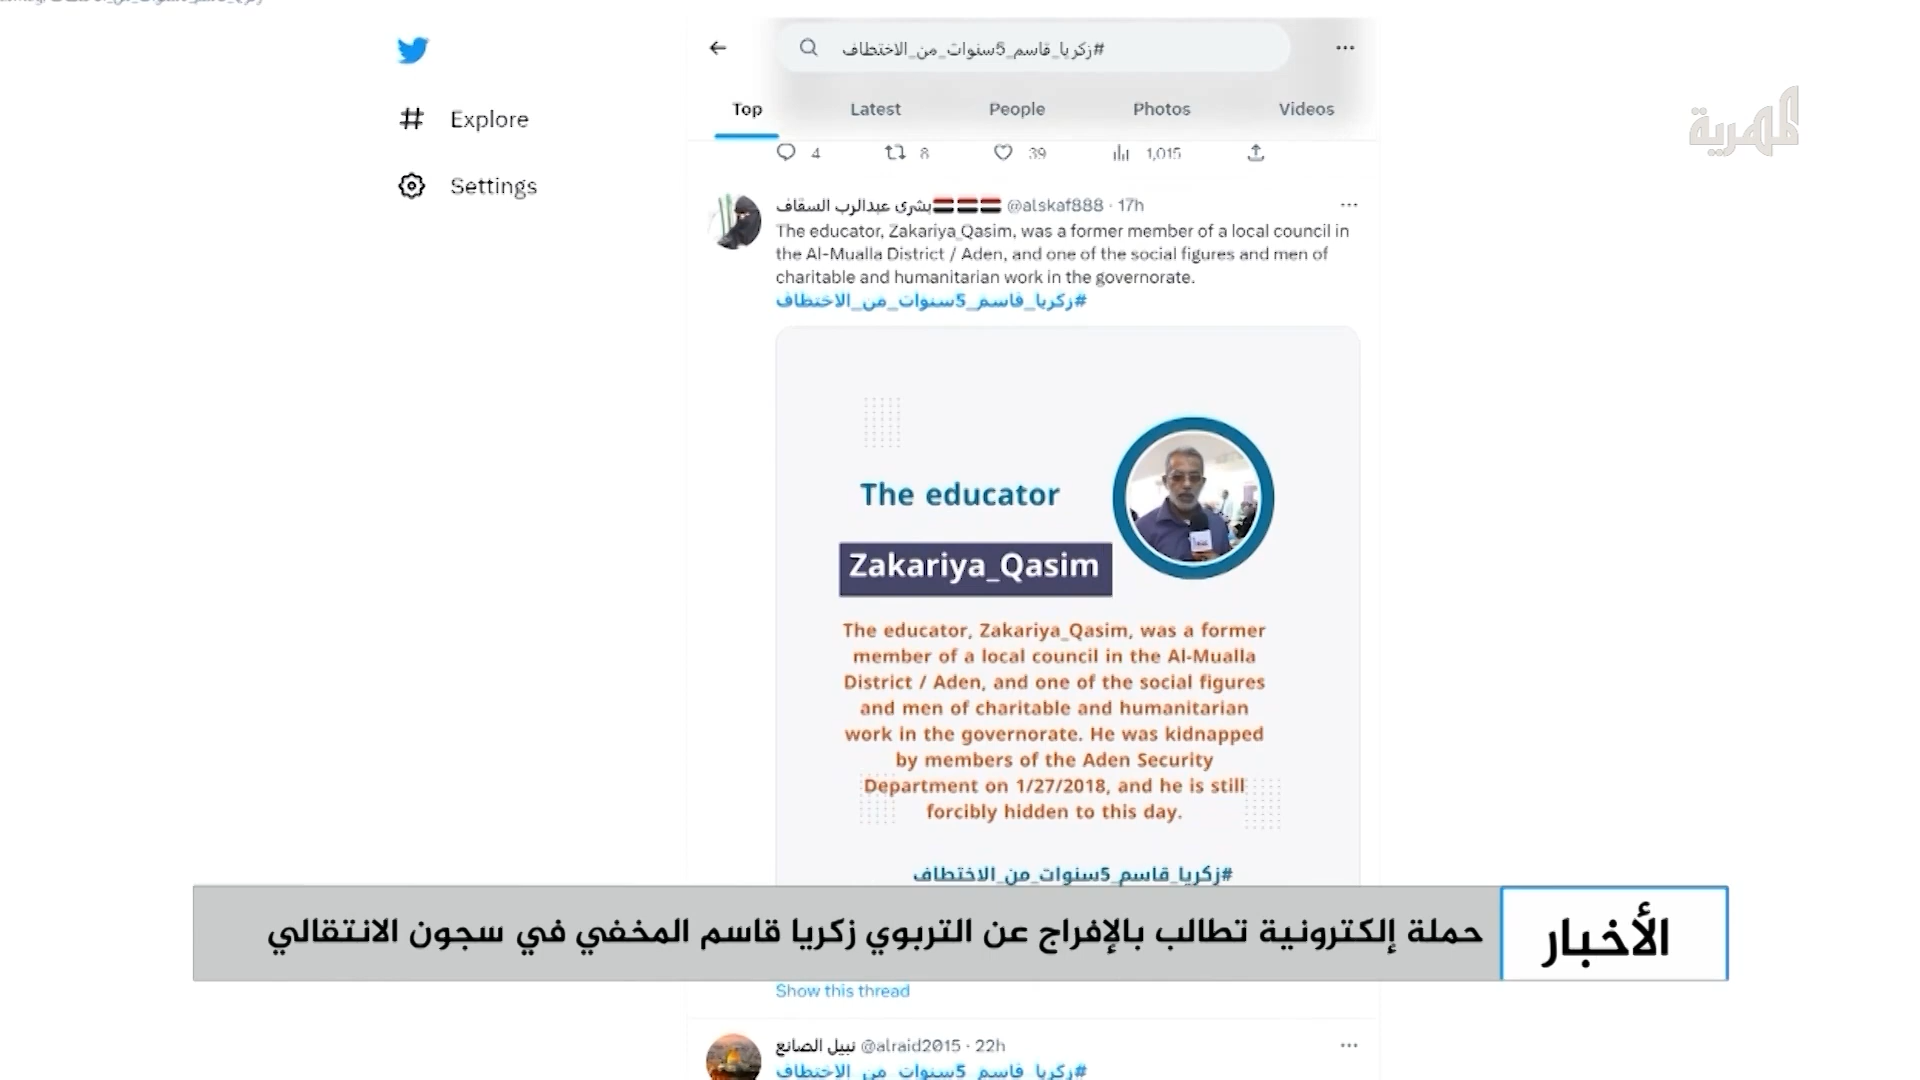 #زكريا_قاسم_5سنوات_من_الاختطاف
Explore
Settings
Top Latest People Photos Videos
المهرية
4 8 39 1,015
بشرى عبدالرب السقاف @alskaf888 · 17h
The educator, Zakariya_Qasim, was a former member of a local council in
the Al-Mualla District / Aden, and one of the social figures and men of
charitable and humanitarian work in the governorate.
#زكريا_قاسم_5سنوات_من_الاختطاف
The educator
Zakariya_Qasim
The educator, Zakariya_Qasim, was a former
member of a local council in the Al-Mualla
District / Aden, and one of the social figures
and men of charitable and humanitarian
work in the governorate. He was kidnapped
by members of the Aden Security
Department on 1/27/2018, and he is still
forcibly hidden to this day.
#زكريا_قاسم_5سنوات_من_الاختطاف
الأخبار
حملة إلكترونية تطالب بالإفراج عن التربوي زكريا قاسم المخفي في سجون الانتقالي
Show this thread
نبيل الصانع @alraid2015 · 22h
#زكريا_قاسم_5سنوات_من_الاختطاف